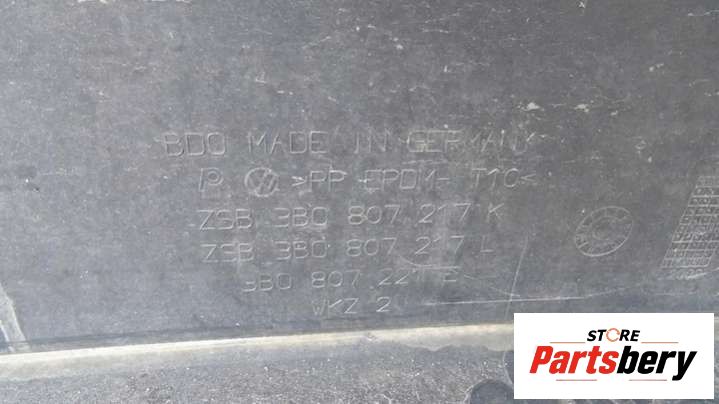 BDO MADE IN GERMANY
>PP EPDM- T10<
ZSB 3B0 807 217 K
ZSB 3B0 807 217 L
3B0 807 221
WKZ 2
STORE
Partsbery